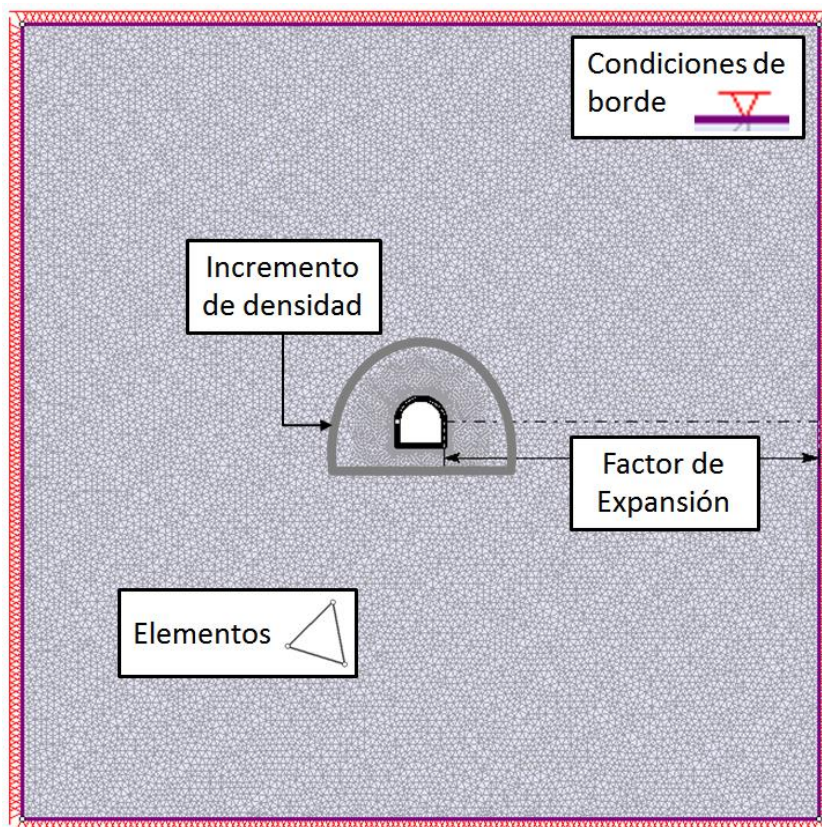 Condiciones de
borde
Incremento
de densidad
Factor de
Expansión
Elementos